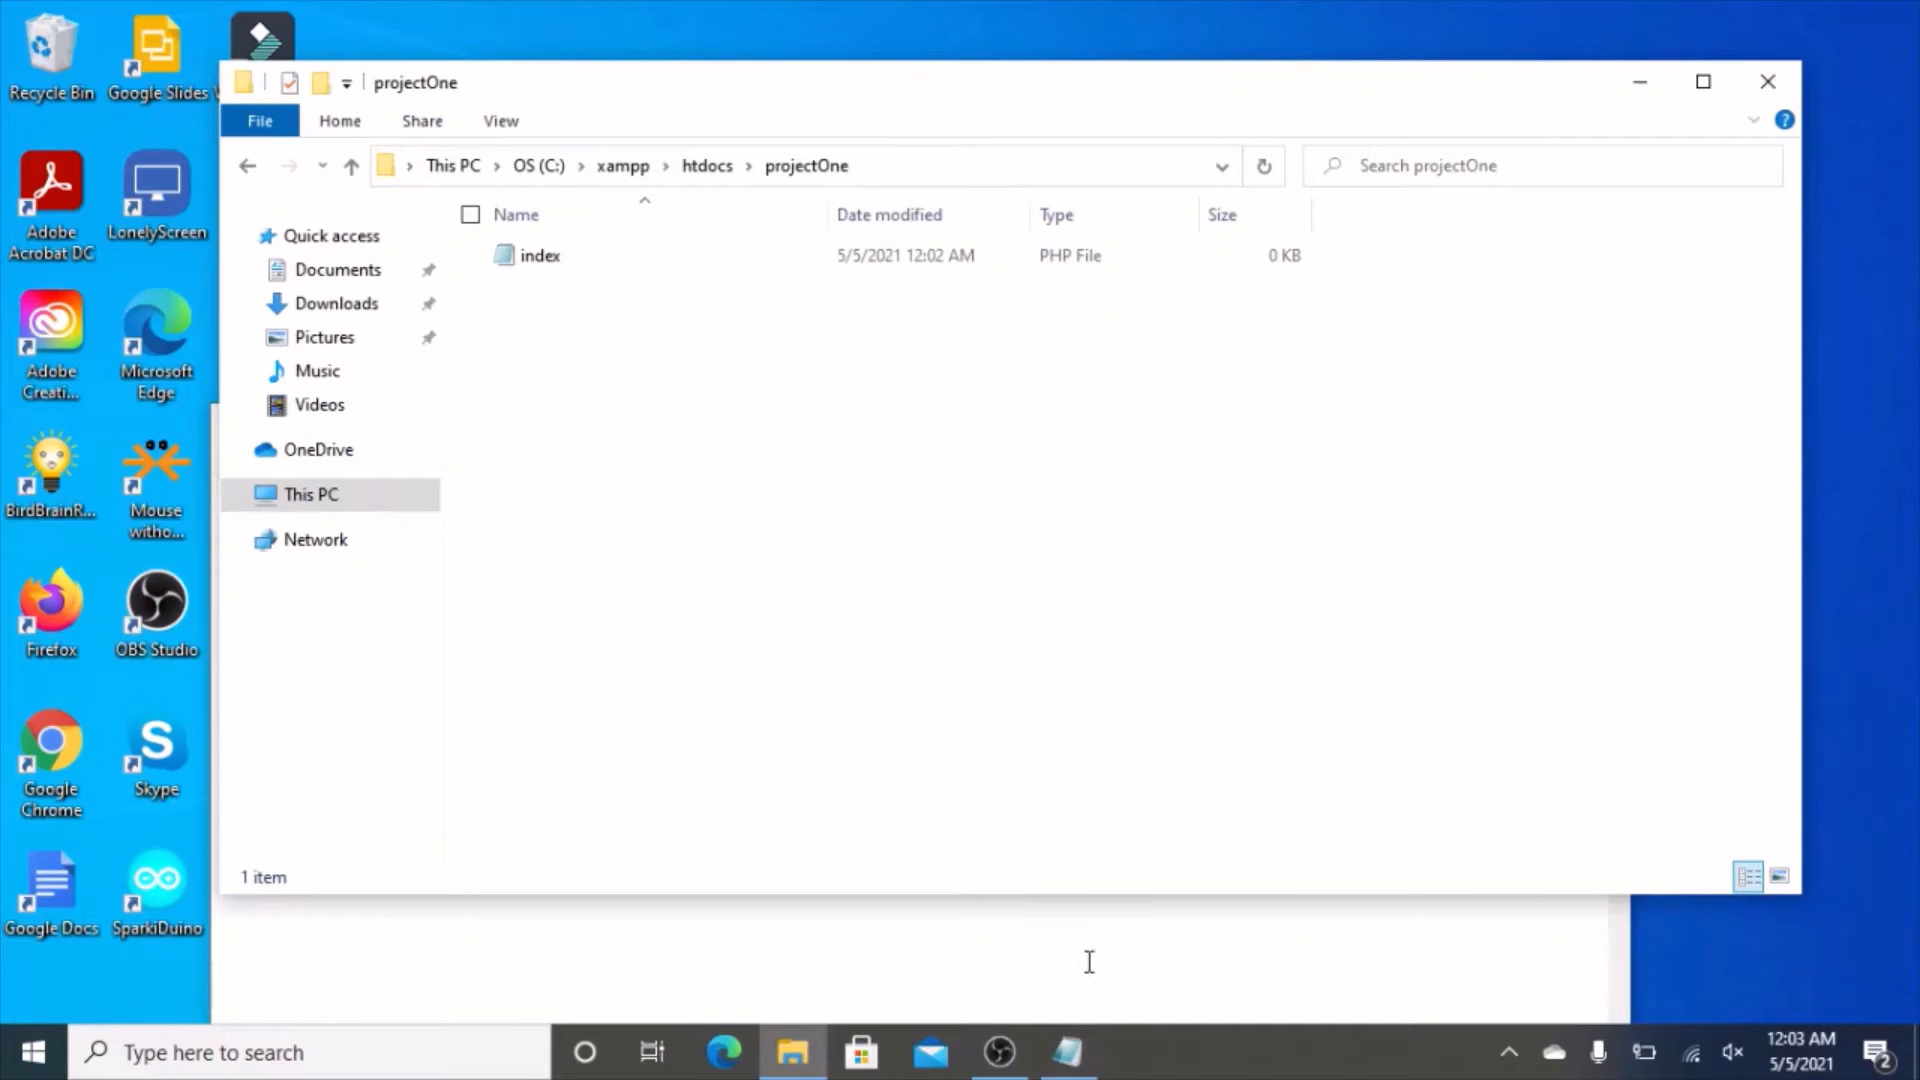 Recycle Bin
Google Slides
Adobe
Acrobat DC
LonelyScreen
Adobe
Creati...
Microsoft
Edge
BirdBrainR...
Mouse
witho...
Firefox
OBS Studio
Google
Chrome
Skype
Google Docs
SparkiDuino
projectOne
File Home Share View
This PC > OS (C:) > xampp > htdocs > projectOne
Search projectOne
Name Date modified Type Size
index 5/5/2021 12:02 AM PHP File 0 KB
Quick access
Documents
Downloads
Pictures
Music
Videos
OneDrive
This PC
Network
1 item
Type here to search
12:03 AM
5/5/2021
2